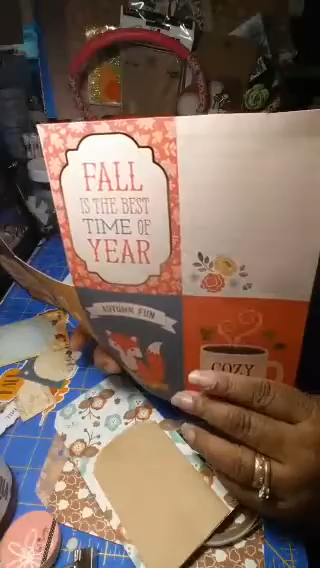 FALL
IS THE BEST
TIME OF
YEAR
AUTUMN FUN
COZY